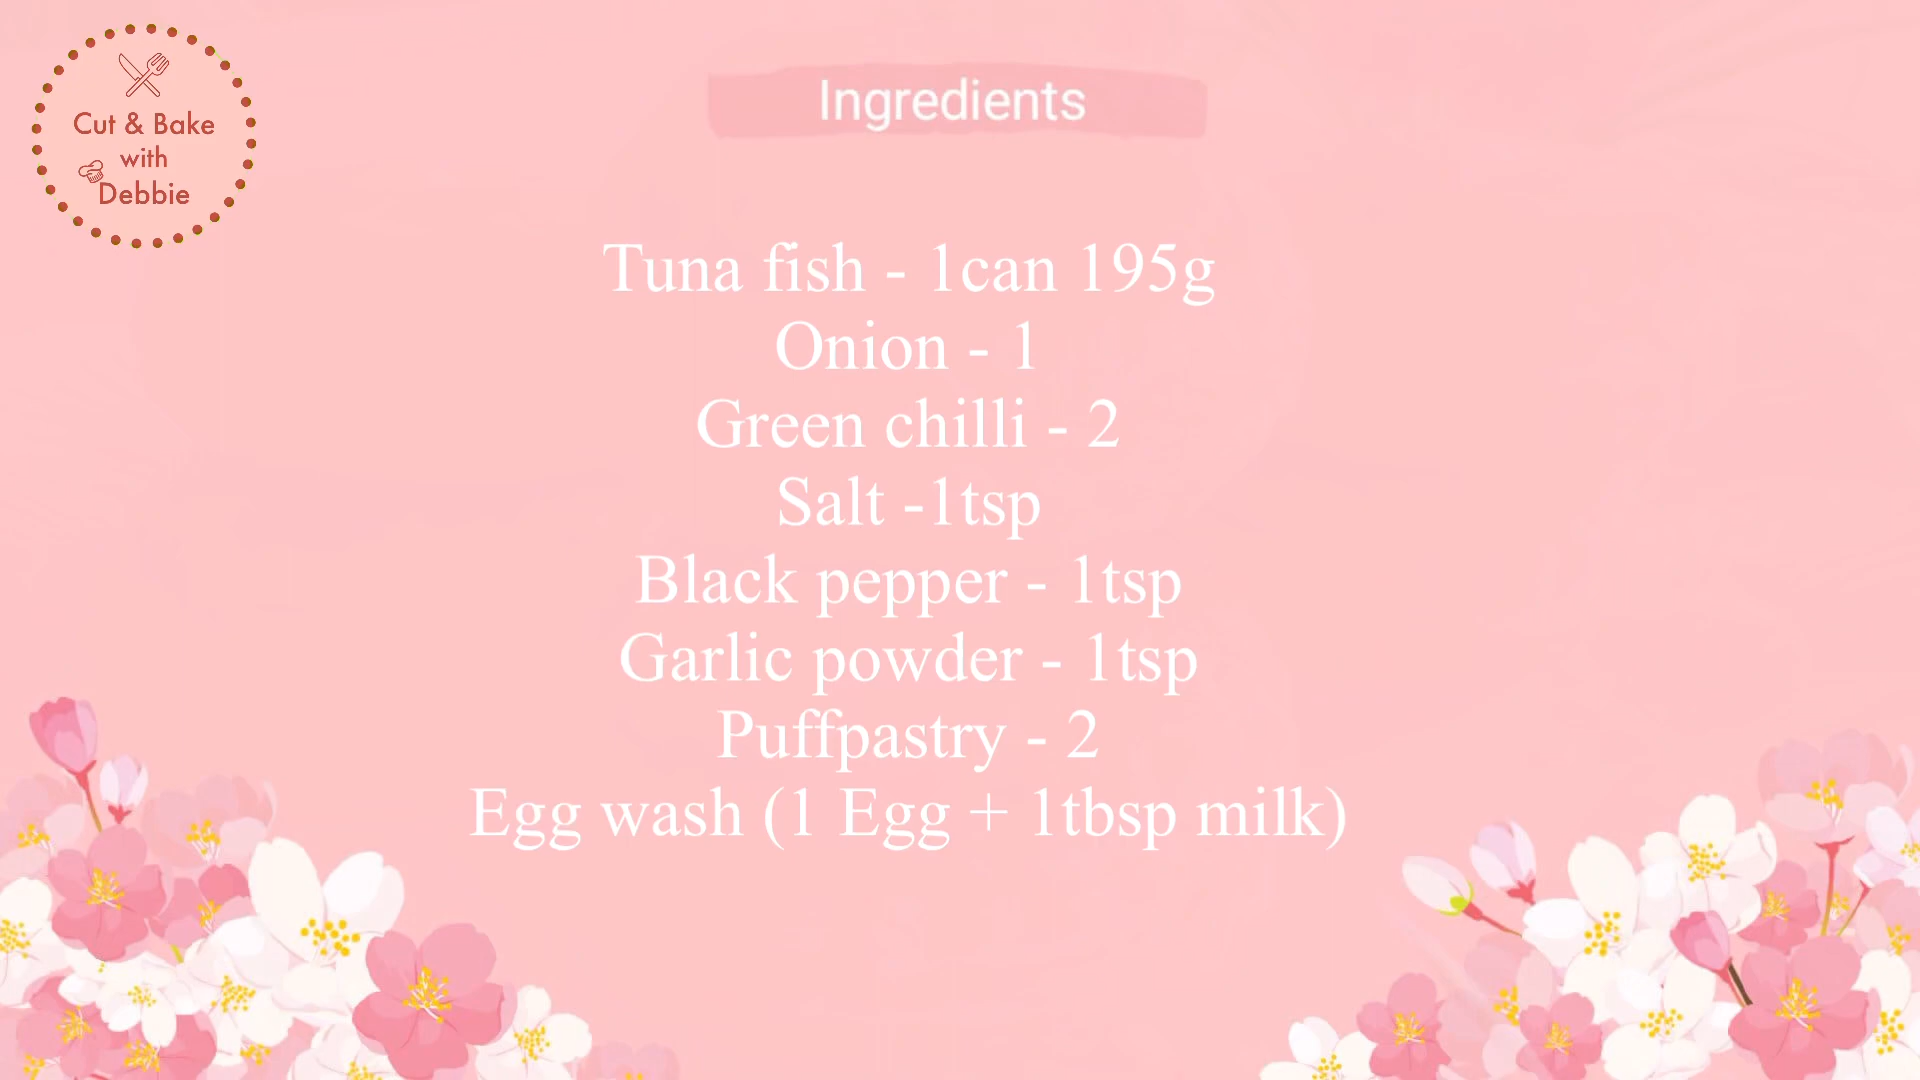 Cut & Bake
with
Debbie
Ingredients
Tuna fish - 1can 195g
Onion - 1
Green chilli - 2
Salt -1tsp
Black pepper - 1tsp
Garlic powder - 1tsp
Puffpastry - 2
Egg wash (1 Egg + 1tbsp milk)